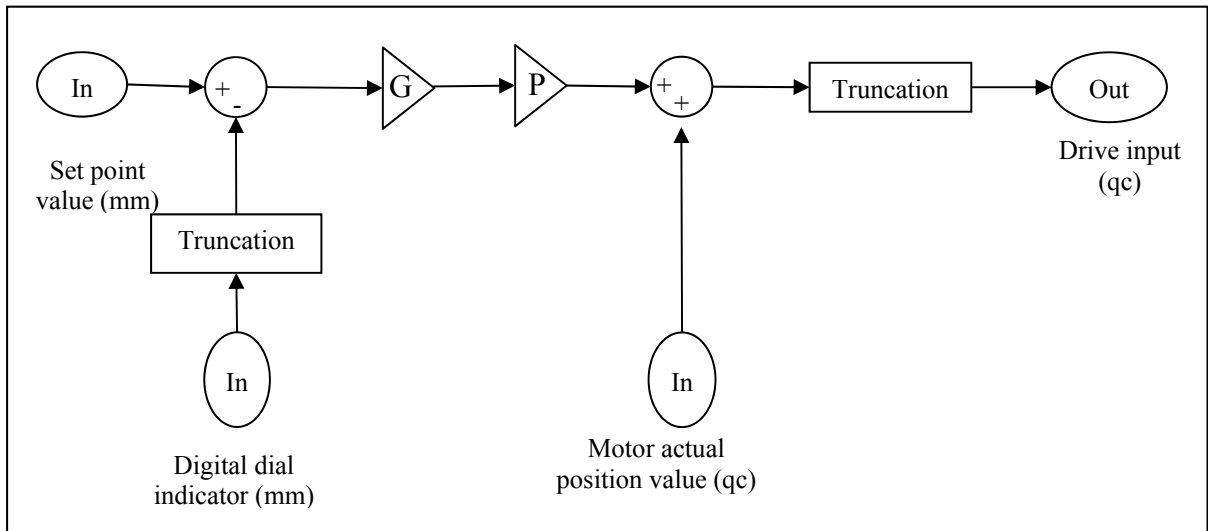 In
+
-
G
P
+
+
Truncation
Out
Set point
value (mm)
Drive input
(qc)
Truncation
In
In
Digital dial
indicator (mm)
Motor actual
position value (qc)